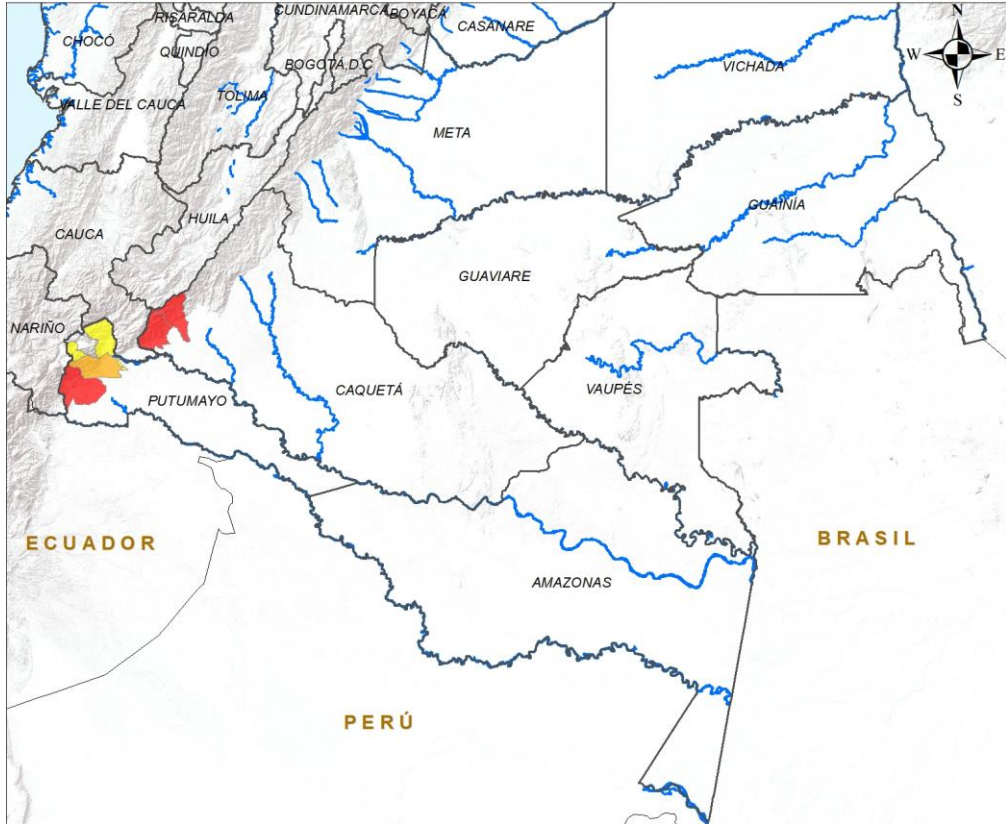 RISARALDA
CUNDINAMARCA
BOYACÁ
CASANARE
N
CHOCÓ
QUINDÍO
BOGOTÁ D.C
W
E
VICHADA
S
VALLE DEL CAUCA
TOLIMA
META
GUAINÍA
HUILA
CAUCA
GUAVIARE
NARIÑO
CAQUETÁ
VAUPÉS
PUTUMAYO
ECUADOR
BRASIL
AMAZONAS
PERÚ